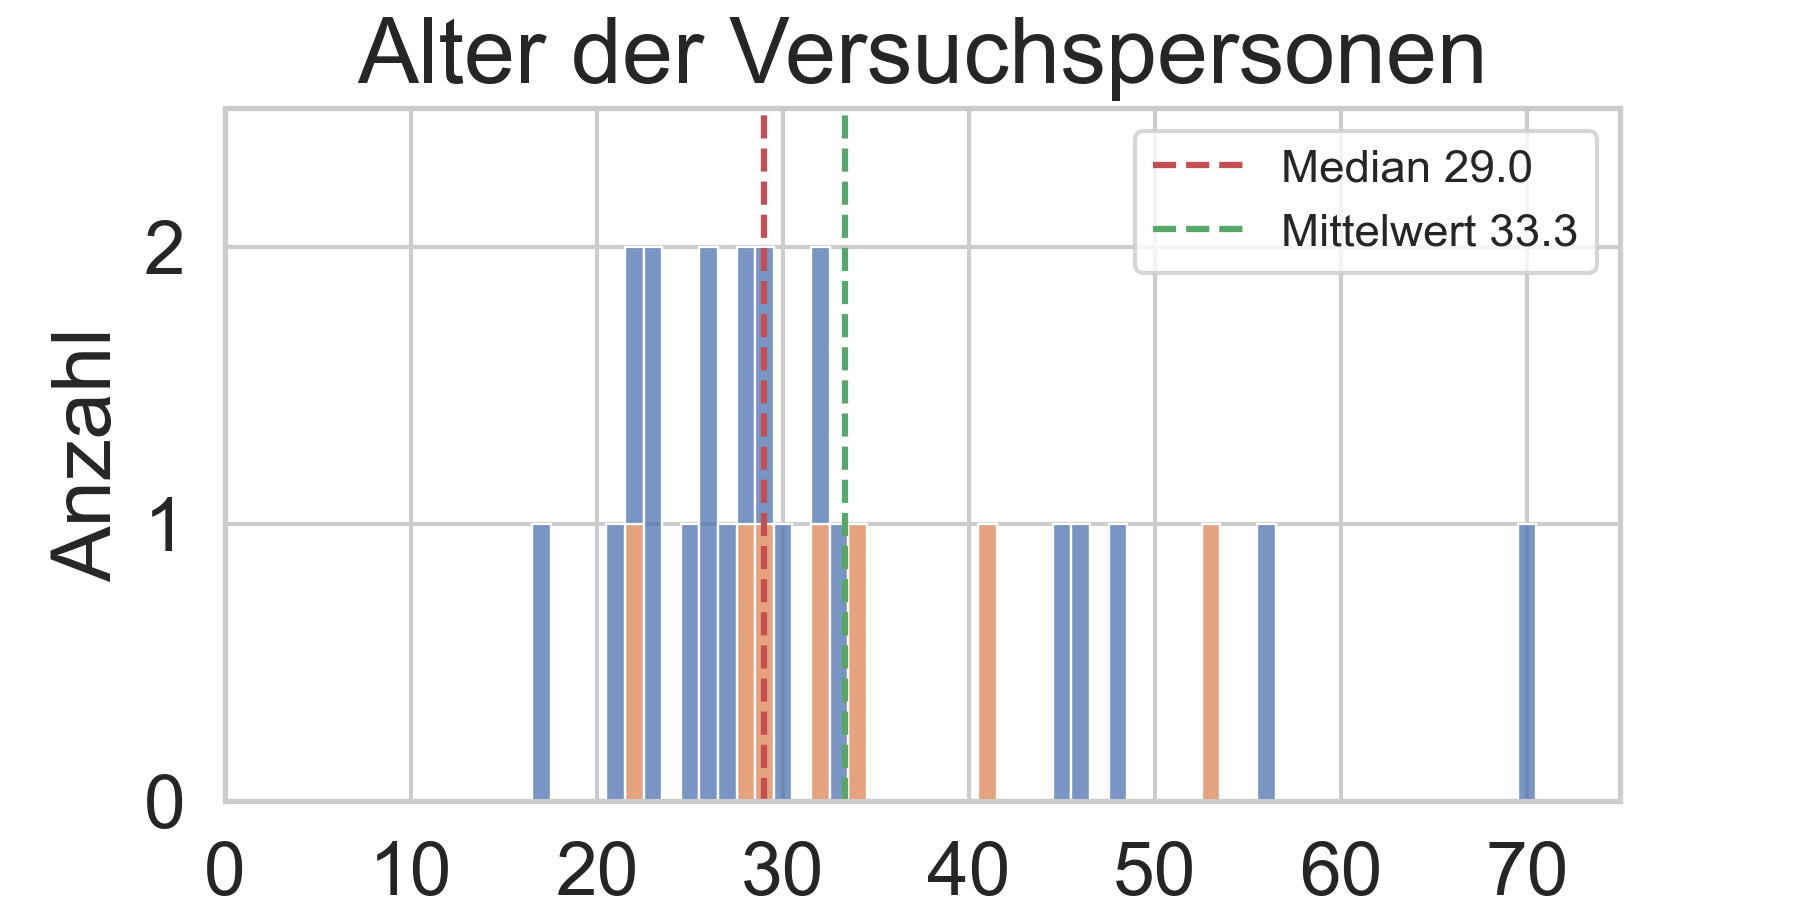 Alter der Versuchspersonen
Median 29.0
Mittelwert 33.3
Anzahl
2
1
0
0 10 20 30 40 50 60 70